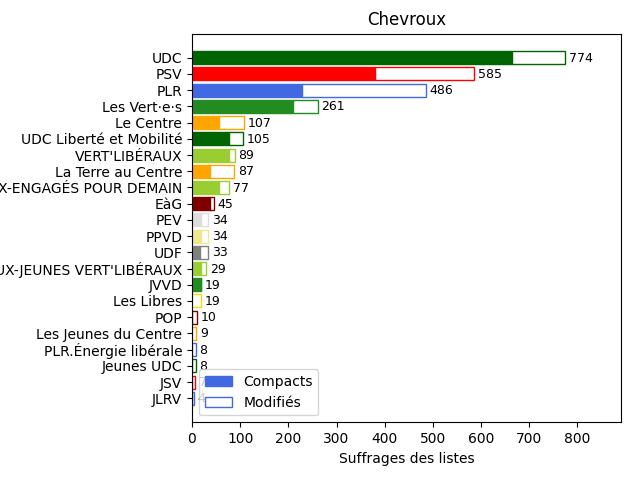 Chevroux
UDC 774
PSV 585
PLR 486
Les Vert·e·s 261
Le Centre 107
UDC Liberté et Mobilité 105
VERT'LIBÉRAUX 89
La Terre au Centre 87
X-ENGAGÉS POUR DEMAIN 77
EàG 45
PEV 34
PPVD 34
UDF 33
UX-JEUNES VERT'LIBÉRAUX 29
JVVD 19
Les Libres 19
POP 10
Les Jeunes du Centre 9
PLR.Énergie libérale 8
Jeunes UDC 8
JSV
JLRV 4
Compacts
Modifiés
0 100 200 300 400 500 600 700 800
Suffrages des listes